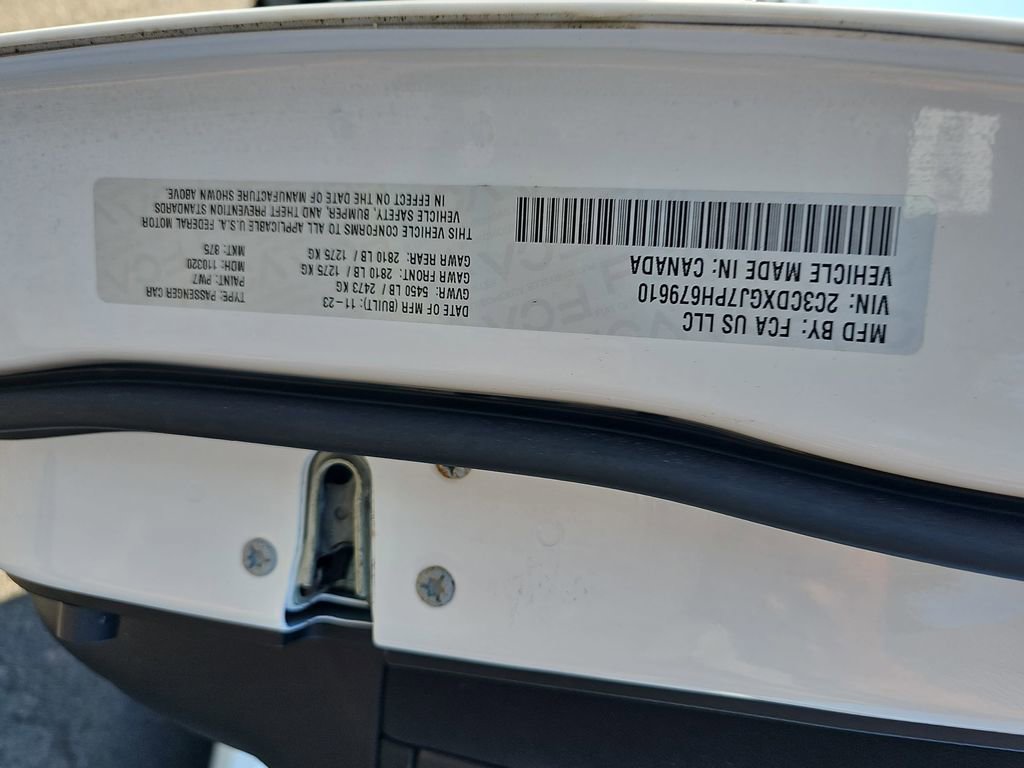 MFD BY: FCA US LLC
VIN: 2C3CDXGJ7PH679610
VEHICLE MADE IN: CANADA
DATE OF MFR (BUILT): 11-23
GVWR: 5450 LB / 2473 KG
GAWR FRONT: 2810 LB / 1275 KG
GAWR REAR: 2810 LB / 1275 KG
TYPE: PASSENGER CAR
PAINT: PW7
MDH: 110320
MKT: 875
THIS VEHICLE CONFORMS TO ALL APPLICABLE U.S.A. FEDERAL MOTOR
VEHICLE SAFETY, BUMPER, AND THEFT PREVENTION STANDARDS
IN EFFECT ON THE DATE OF MANUFACTURE SHOWN ABOVE.